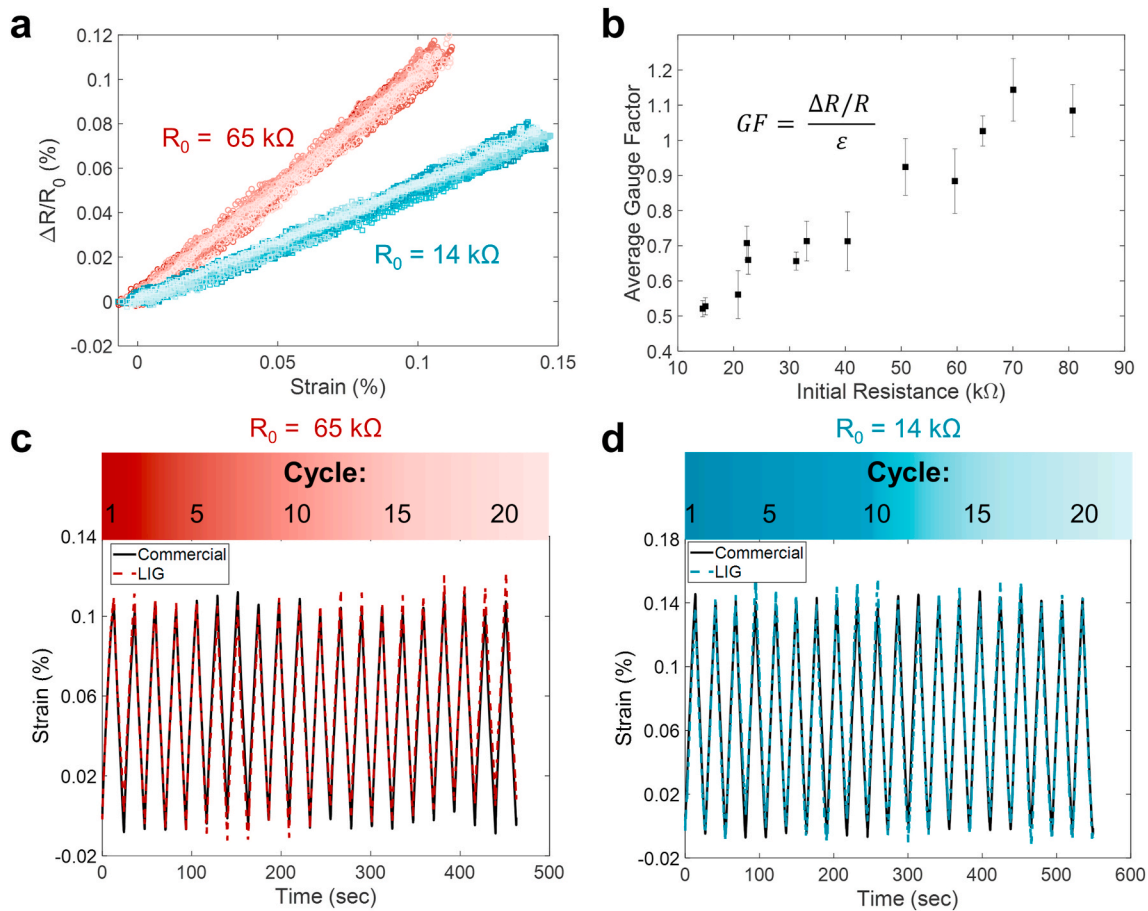 a
ΔR/R₀ (%)
0.12
0.1
0.08
0.06
0.04
0.02
0
-0.02
R₀ = 65 kΩ
R₀ = 14 kΩ
0 0.05 0.1 0.15
Strain (%)
b
Average Gauge Factor
1.2
1.1
1
0.9
0.8
0.7
0.6
0.5
0.4
GF = ΔR/R
ε
10 20 30 40 50 60 70 80 90
Initial Resistance (kΩ)
c
R₀ = 65 kΩ
Cycle:
1 5 10 15 20
Commercial
LIG
Strain (%)
0.14
0.1
0.06
0.02
-0.02
0 100 200 300 400 500
Time (sec)
d
R₀ = 14 kΩ
Cycle:
1 5 10 15 20
Commercial
LIG
Strain (%)
0.18
0.14
0.1
0.06
0.02
-0.02
0 100 200 300 400 500 600
Time (sec)